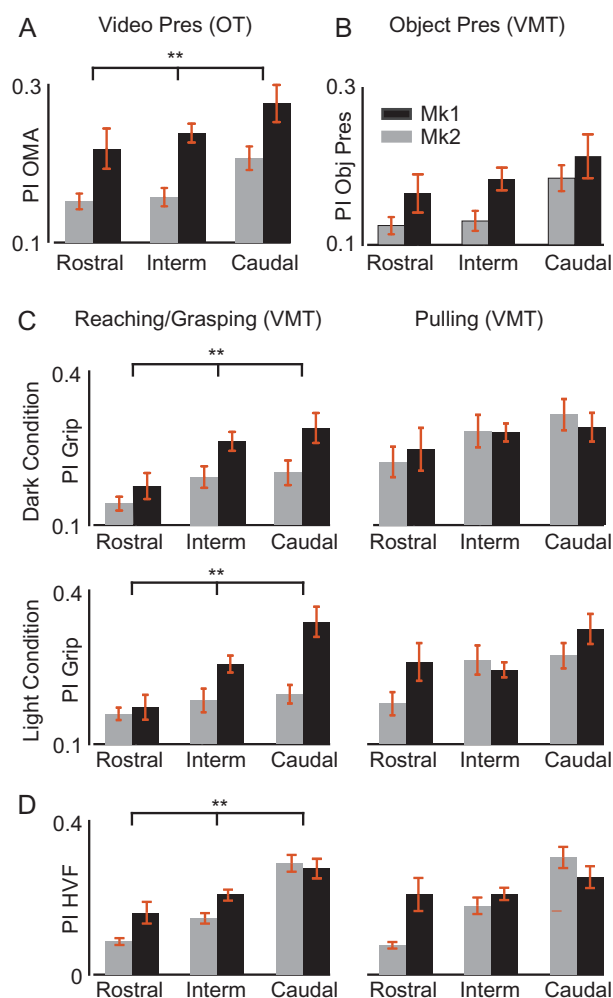 A Video Pres (OT)
**
0.3
PI OMA
0.1
Rostral Interm Caudal
B Object Pres (VMT)
0.3
Mk1
Mk2
PI Obj Pres
0.1
Rostral Interm Caudal
C Reaching/Grasping (VMT) Pulling (VMT)
**
0.4
Dark Condition
PI Grip
0.1
Rostral Interm Caudal Rostral Interm Caudal
**
0.4
Light Condition
PI Grip
0.1
Rostral Interm Caudal Rostral Interm Caudal
D
**
0.4
PI HVF
0
Rostral Interm Caudal Rostral Interm Caudal